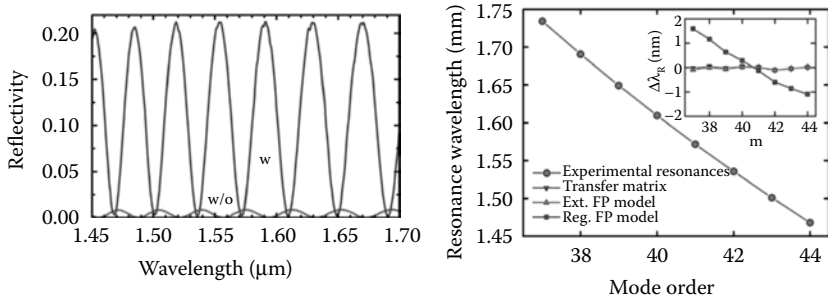 0.20
0.15
0.10
0.05
0.00
Reflectivity
w
w/o
1.45 1.50 1.55 1.60 1.65 1.70
Wavelength (μm)
1.75
1.70
1.66
1.60
1.55
1.50
1.45
Resonance wavelength (mm)
Experimental resonances
Transfer matrix
Ext. FP model
Reg. FP model
38 40 42 44
Mode order
2
1
0
−1
−2
ΔλR (nm)
38 40 42 44
m